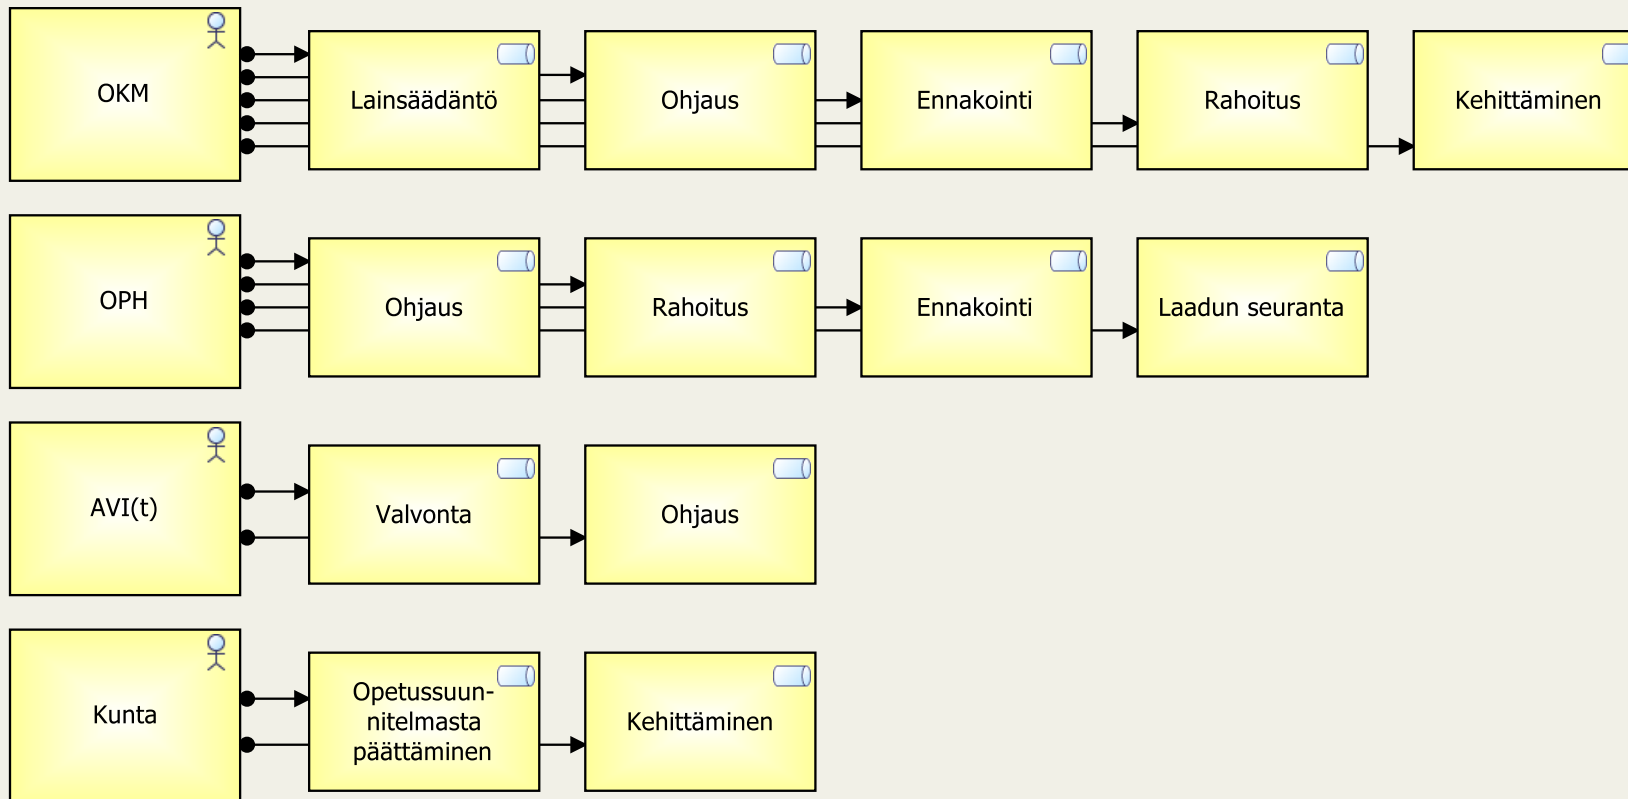 OKM
Lainsäädäntö
Ohjaus
Ennakointi
Rahoitus
Kehittäminen
OPH
Ohjaus
Rahoitus
Ennakointi
Laadun seuranta
AVI(t)
Valvonta
Ohjaus
Kunta
Opetussuun-
nitelmasta
päättäminen
Kehittäminen